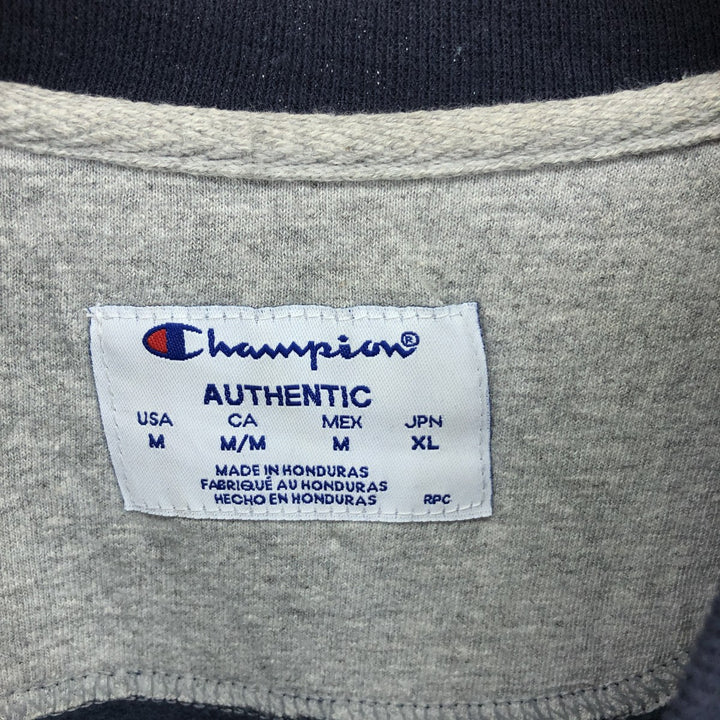 Champion®
AUTHENTIC
USA CA MEX JPN
M M/M M XL
MADE IN HONDURAS
FABRIQUÉ AU HONDURAS
HECHO EN HONDURAS RPC